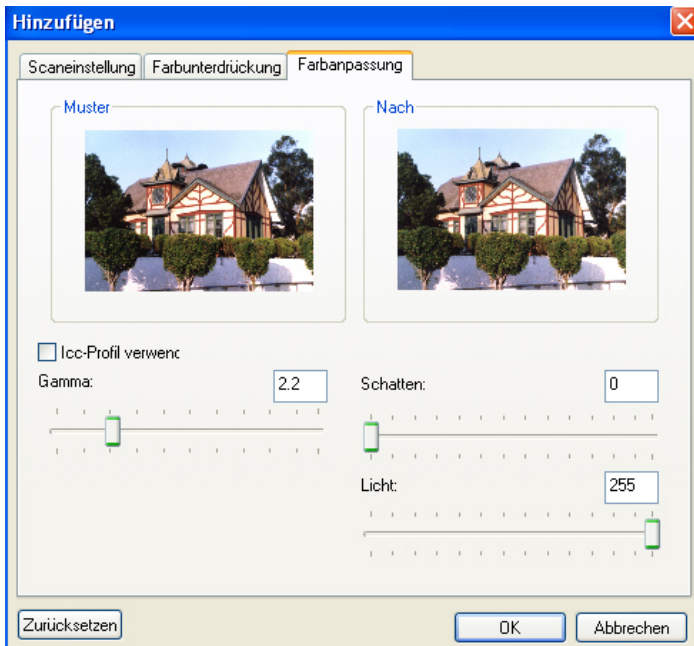 Hinzufügen
Scaneinstellung Farbunterdrückung Farbanpassung
Muster Nach
Icc-Profil verwenc
Gamma: 2.2 Schatten: 0
Licht: 255
Zurücksetzen OK Abbrechen